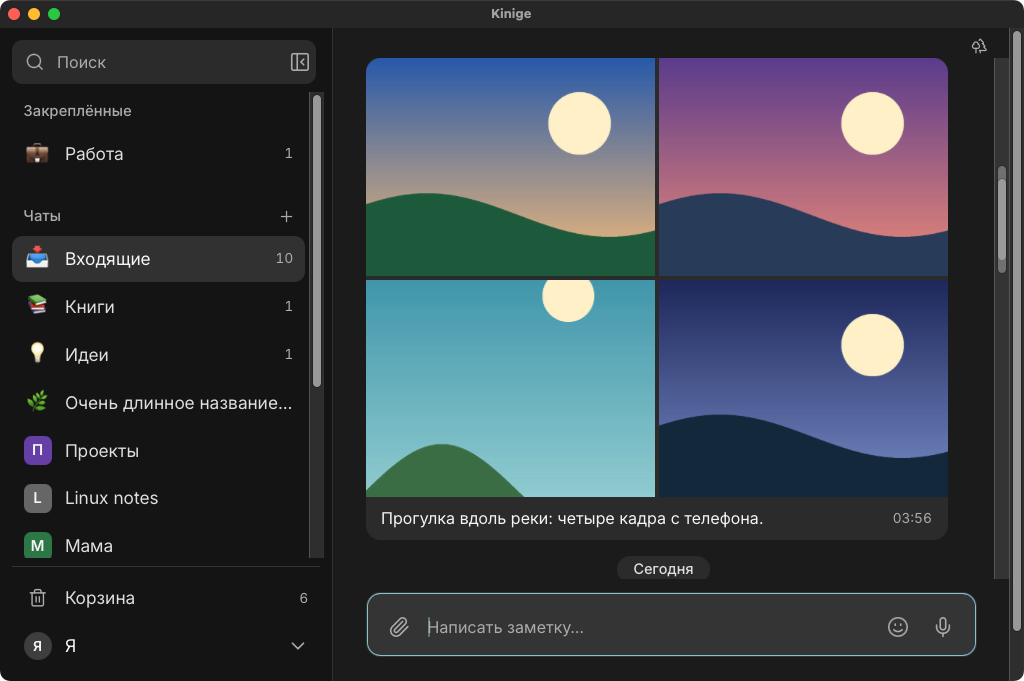 Kinige
Поиск
Закреплённые
Работа 1
Чаты
Входящие 10
Книги 1
Идеи 1
Очень длинное название...
П Проекты
L Linux notes
М Мама
Корзина 6
Я Я
Прогулка вдоль реки: четыре кадра с телефона. 03:56
Сегодня
Написать заметку...